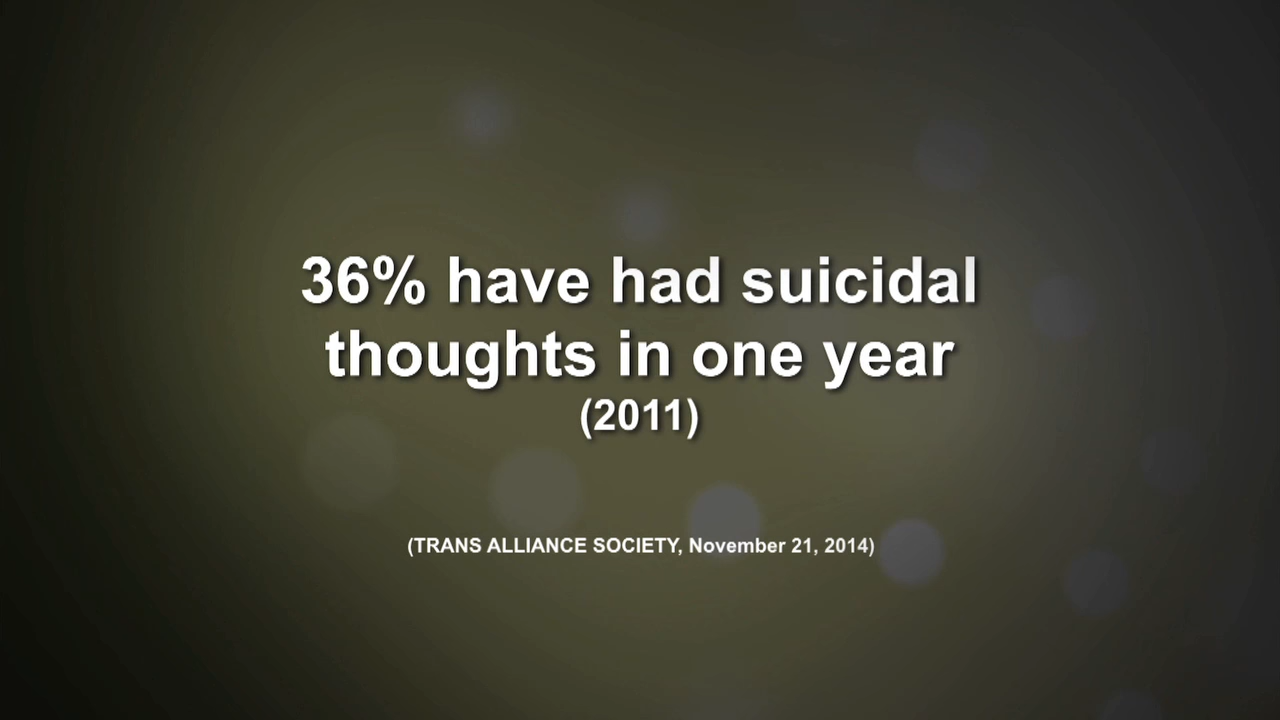 36% have had suicidal
thoughts in one year
(2011)
(TRANS ALLIANCE SOCIETY, November 21, 2014)